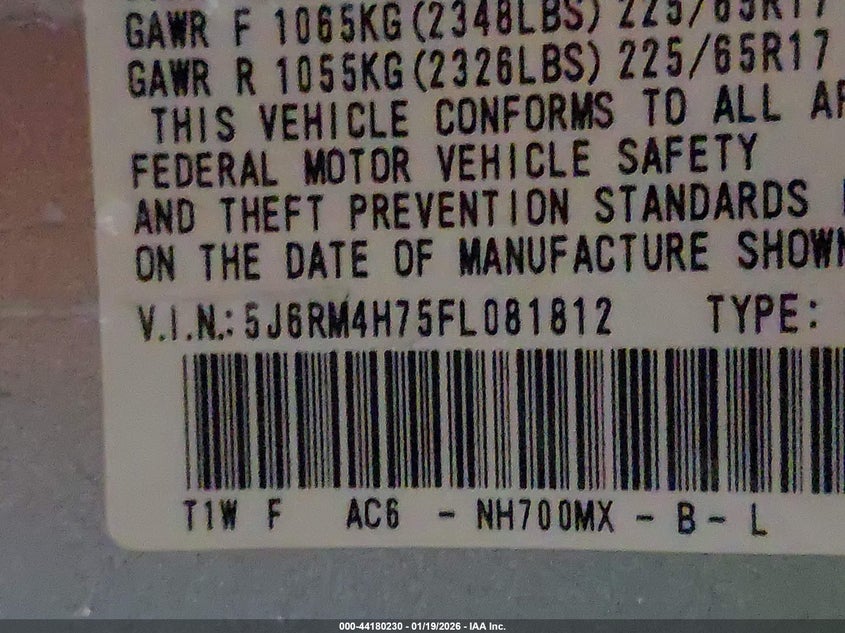 GAWR F 1065KG(2348LBS) 225/65R17
GAWR R 1055KG(2326LBS) 225/65R17
THIS VEHICLE CONFORMS TO ALL
FEDERAL MOTOR VEHICLE SAFETY
AND THEFT PREVENTION STANDARDS
ON THE DATE OF MANUFACTURE SHOWN
V.I.N.: 5J6RM4H75FL081812 TYPE:
T1W F AC6 - NH700MX - B - L
000-44180230 - 01/19/2026 - IAA Inc.